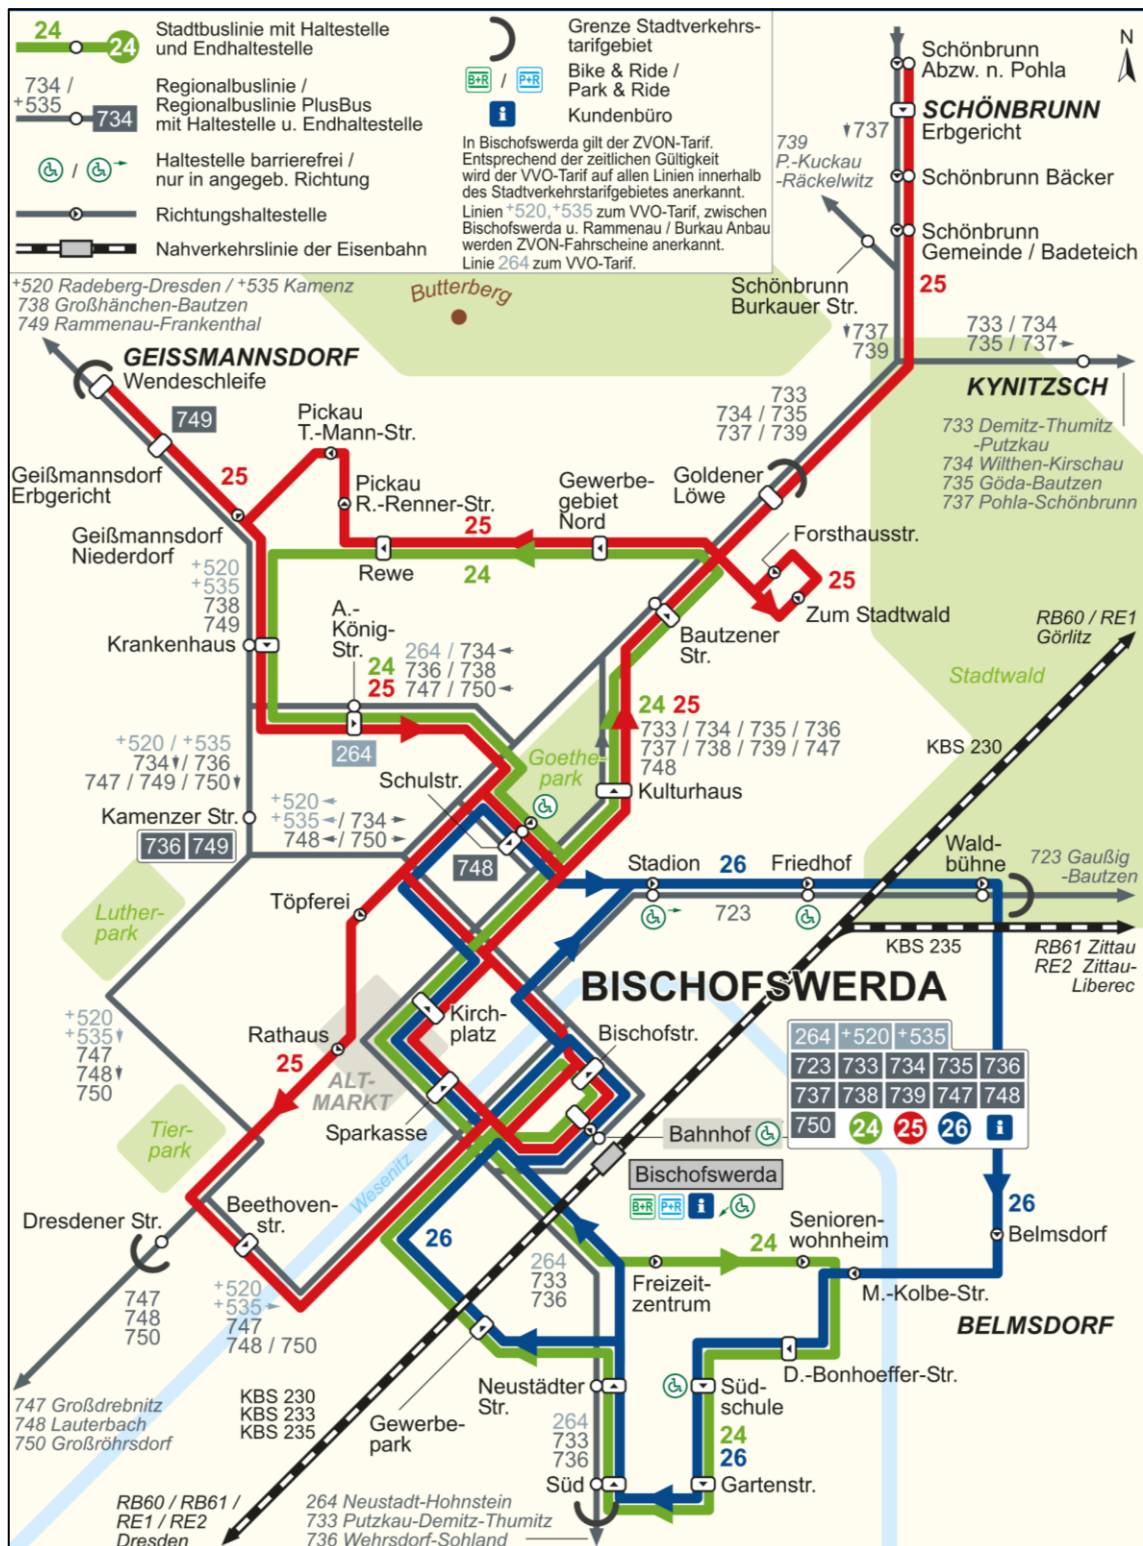 24
24
Stadtbuslinie mit Haltestelle
und Endhaltestelle
734 /
+535
734
Regionalbuslinie /
Regionalbuslinie PlusBus
mit Haltestelle u. Endhaltestelle
Haltestelle barrierefrei /
nur in angegeb. Richtung
Richtungshaltestelle
Nahverkehrslinie der Eisenbahn
Grenze Stadtverkehrs-
tarifgebiet
B+R / P+R
Bike & Ride /
Park & Ride
i
Kundenbüro
In Bischofswerda gilt der ZVON-Tarif.
Entsprechend der zeitlichen Gültigkeit
wird der VVO-Tarif auf allen Linien innerhalb
des Stadtverkehrstarifgebietes anerkannt.
Linien +520, +535 zum VVO-Tarif, zwischen
Bischofswerda u. Rammenau / Burkau Anbau
werden ZVON-Fahrscheine anerkannt.
Linie 264 zum VVO-Tarif.
N
Schönbrunn
Abzw. n. Pohla
SCHÖNBRUNN
Erbgericht
737
739
P.-Kuckau
-Räckelwitz
Schönbrunn Bäcker
Schönbrunn
Gemeinde / Badeteich
25
Schönbrunn
Burkauer Str.
737
739
733 / 734
735 / 737
KYNITZSCH
733 Demitz-Thumitz
-Putzkau
734 Wilthen-Kirschau
735 Göda-Bautzen
737 Pohla-Schönbrunn
+520 Radeberg-Dresden / +535 Kamenz
738 Großhänchen-Bautzen
749 Rammenau-Frankenthal
Butterberg
GEISSMANNSDORF
Wendeschleife
749
Pickau
T.-Mann-Str.
733
734 / 735
737 / 739
Geißmannsdorf
Erbgericht
25
Pickau
R.-Renner-Str.
Gewerbe-
gebiet
Nord
Goldener
Löwe
Geißmannsdorf
Niederdorf
25
Forsthausstr.
Rewe
24
25
Zum Stadtwald
+520
+535
738
749
A.-
König-
Str.
Bautzener
Str.
RB60 / RE1
Görlitz
Krankenhaus
24
25
264 / 734
736 / 738
747 / 750
Stadtwald
264
24 25
733 / 734 / 735 / 736
737 / 738 / 739 / 747
748
KBS 230
+520 / +535
734 / 736
747 / 749 / 750
Goethe-
park
Schulstr.
Kulturhaus
Kamenzer Str.
736 749
+520
+535 / 734
748 / 750
748
Stadion
26
Friedhof
Wald-
bühne
723 Gaußig
-Bautzen
Luther-
park
Töpferei
723
KBS 235
RB61 Zittau
RE2 Zittau-
Liberec
BISCHOFSWERDA
+520
+535
747
748
750
Rathaus
25
Kirch-
platz
Bischofstr.
264 +520 +535
723 733 734 735 736
737 738 739 747 748
750 24 25 26 i
ALT-
MARKT
Sparkasse
Bahnhof
Tier-
park
Bischofswerda
B+R P+R i
Wesenitz
Dresdener Str.
Beethoven-
str.
26
Senioren-
wohnheim
24
26
Belmsdorf
264
733
736
Freizeit-
zentrum
M.-Kolbe-Str.
747
748
750
+520
+535
747
748 / 750
BELMSDORF
D.-Bonhoeffer-Str.
747 Großdrebnitz
748 Lauterbach
750 Großröhrsdorf
KBS 230
KBS 233
KBS 235
Gewerbe-
park
Neustädter
Str.
Süd-
schule
264
733
736
24
26
Süd
Gartenstr.
RB60 / RB61 /
RE1 / RE2
Dresden
264 Neustadt-Hohnstein
733 Putzkau-Demitz-Thumitz
736 Wehrsdorf-Sohland